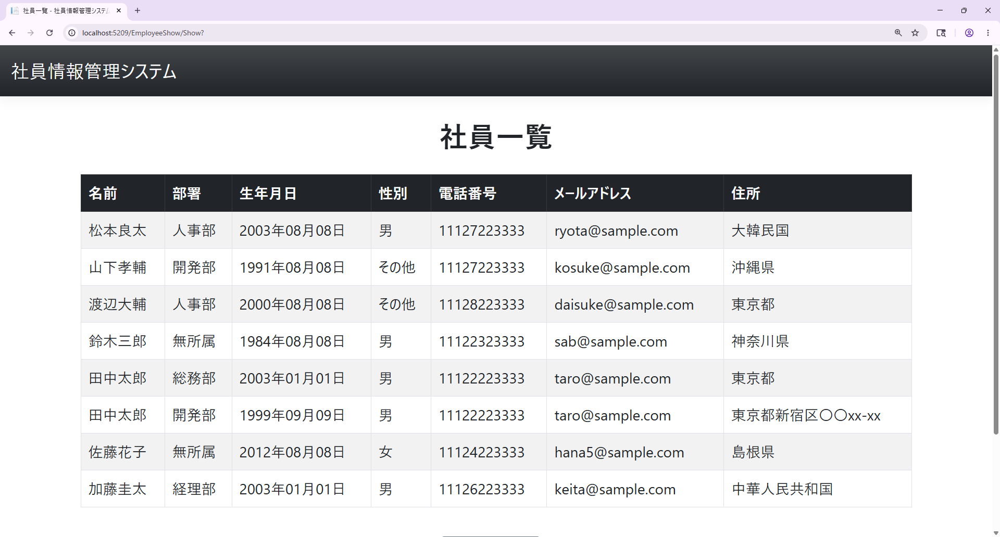 社員一覧 - 社員情報管理システム
localhost:5209/EmployeeShow/Show?
社員情報管理システム
社員一覧
名前 部署 生年月日 性別 電話番号 メールアドレス 住所
松本良太 人事部 2003年08月08日 男 11127223333 ryota@sample.com 大韓民国
山下孝輔 開発部 1991年08月08日 その他 11127223333 kosuke@sample.com 沖縄県
渡辺大輔 人事部 2000年08月08日 その他 11128223333 daisuke@sample.com 東京都
鈴木三郎 無所属 1984年08月08日 男 11122323333 sab@sample.com 神奈川県
田中太郎 総務部 2003年01月01日 男 11122223333 taro@sample.com 東京都
田中太郎 開発部 1999年09月09日 男 11122222333 taro@sample.com 東京都新宿区〇〇xx-xx
佐藤花子 無所属 2012年08月08日 女 11124223333 hana5@sample.com 島根県
加藤圭太 経理部 2003年01月01日 男 11126223333 keita@sample.com 中華人民共和国